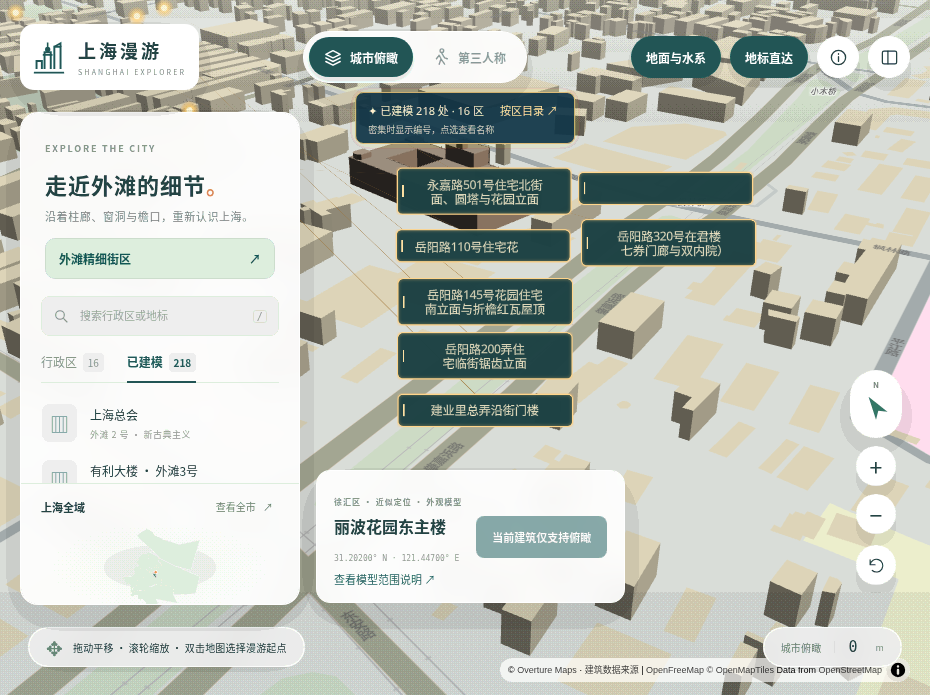 上海漫游
SHANGHAI EXPLORER
城市俯瞰
第三人称
地面与水系
地标直达
小木桥
✦ 已建模 218 处 · 16 区
按区目录 ↗
密集时显示编号，点选查看名称
EXPLORE THE CITY
走近外滩的细节。
沿着柱廊、窗洞与檐口，重新认识上海。
外滩精细街区 ↗
搜索行政区或地标 /
行政区 16
已建模 218
上海总会
外滩 2 号 · 新古典主义
有利大楼 · 外滩3号
上海全域
查看全市 ↗
永嘉路501号住宅北街
面、圆塔与花园立面
岳阳路110号住宅花
岳阳路320号在君楼
七券门廊与双内院）
岳阳路145号花园住宅
南立面与折檐红瓦屋顶
岳阳路200弄住
宅临街锯齿立面
建业里总弄沿街门楼
徐汇区 · 近似定位 · 外观模型
丽波花园东主楼
31.20200° N · 121.44700° E
查看模型范围说明 ↗
当前建筑仅支持俯瞰
N
+
−
拖动平移 · 滚轮缩放 · 双击地图选择漫游起点
城市俯瞰 0 m
© Overture Maps · 建筑数据来源 | OpenFreeMap © OpenMapTiles Data from OpenStreetMap